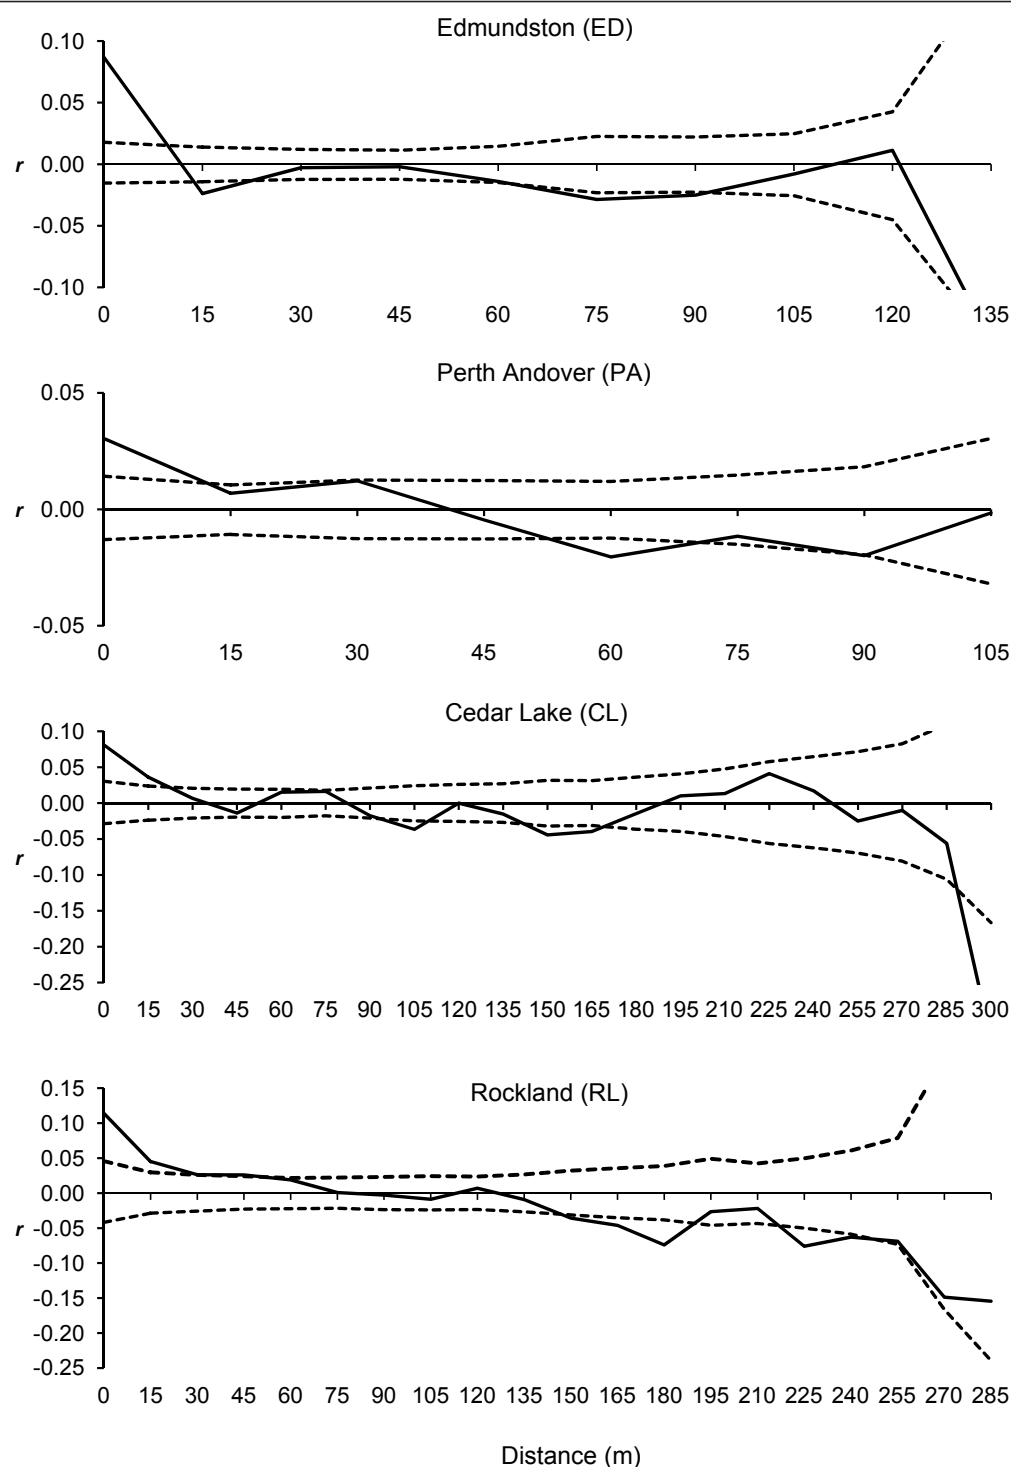 Edmundston (ED)
0.10
0.05
r 0.00
-0.05
-0.10
0 15 30 45 60 75 90 105 120 135
Perth Andover (PA)
0.05
r 0.00
-0.05
0 15 30 45 60 75 90 105
Cedar Lake (CL)
0.10
0.05
0.00
-0.05
r
-0.10
-0.15
-0.20
-0.25
0 15 30 45 60 75 90 105 120 150 165 180 195 210 225 240 255 270 285 300
Rockland (RL)
0.15
0.10
0.05
0.00
r
-0.05
-0.10
-0.15
-0.20
-0.25
0 15 30 45 60 75 90 105 120 135 150 165 180 195 210 225 240 255 270 285
Distance (m)